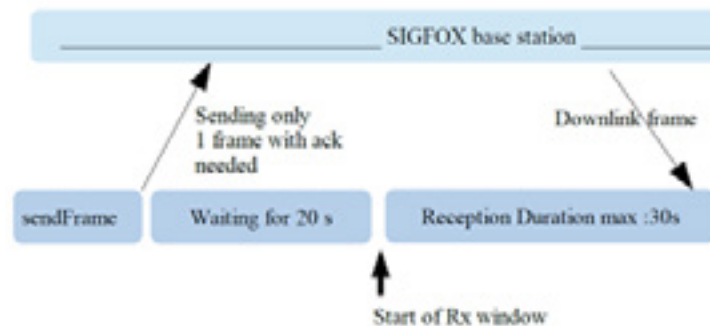 SIGFOX base station
Sending only
1 frame with ack
needed
Downlink frame
sendFrame
Waiting for 20 s
Reception Duration max :30s
Start of Rx window